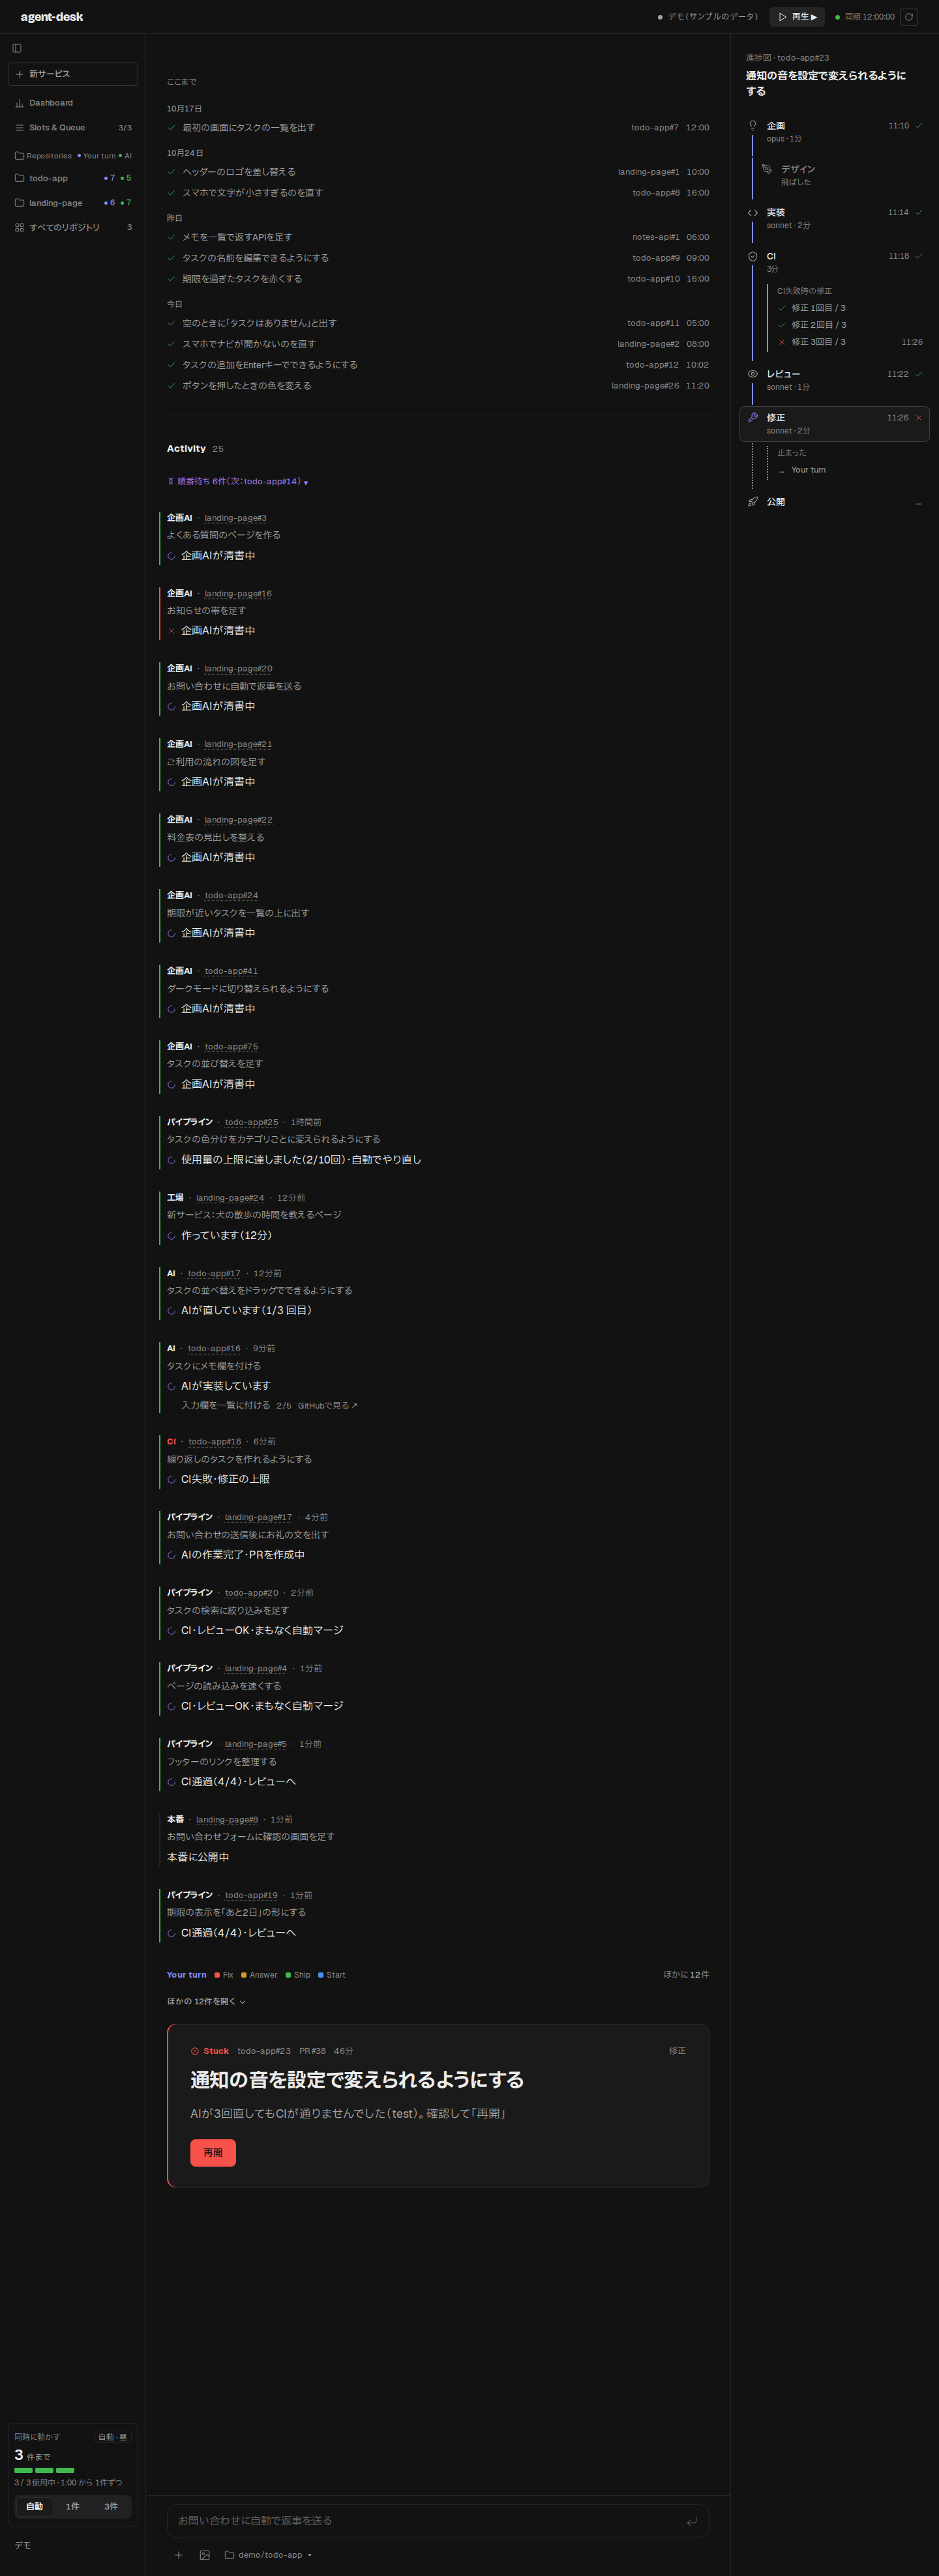 agent-desk
デモ(サンプルのデータ)
再生▶
同期 12:00:00
新サービス
Dashboard
Slots & Queue 3/3
Repositories Your turn AI
todo-app 7 5
landing-page 6 7
すべてのリポジトリ 3
ここまで
10月17日
最初の画面にタスクの一覧を出す todo-app#7 12:00
10月24日
ヘッダーのロゴを差し替える landing-page#1 10:00
スマホで文字が小さすぎるのを直す todo-app#8 16:00
昨日
メモを一覧で返すAPIを足す notes-api#1 06:00
タスクの名前を編集できるようにする todo-app#9 09:00
期限を過ぎたタスクを赤くする todo-app#10 16:00
今日
空のときに「タスクはありません」と出す todo-app#11 05:00
スマホでナビが開かないのを直す landing-page#2 08:00
タスクの追加をEnterキーでできるようにする todo-app#12 10:02
ボタンを押したときの色を変える landing-page#26 11:20
Activity 25
順番待ち 6件(次：todo-app#14) ▾
企画AI · landing-page#3
よくある質問のページを作る
企画AIが清書中
企画AI · landing-page#16
お知らせの帯を足す
企画AIが清書中
企画AI · landing-page#20
お問い合わせに自動で返事を送る
企画AIが清書中
企画AI · landing-page#21
ご利用の流れの図を足す
企画AIが清書中
企画AI · landing-page#22
料金表の見出しを整える
企画AIが清書中
企画AI · todo-app#24
期限が近いタスクを一覧の上に出す
企画AIが清書中
企画AI · todo-app#41
ダークモードに切り替えられるようにする
企画AIが清書中
企画AI · todo-app#75
タスクの並び替えを足す
企画AIが清書中
パイプライン · todo-app#25 · 1時間前
タスクの色分けをカテゴリごとに変えられるようにする
使用量の上限に達しました(2/10回)・自動でやり直し
工場 · landing-page#24 · 12分前
新サービス：犬の散歩の時間を教えるページ
作っています(12分)
AI · todo-app#17 · 12分前
タスクの並べ替えをドラッグでできるようにする
AIが直しています(1/3 回目)
AI · todo-app#16 · 9分前
タスクにメモ欄を付ける
AIが実装しています
入力欄を一覧に付ける 2/5 GitHubで見る↗
CI · todo-app#18 · 6分前
繰り返しのタスクを作れるようにする
CI失敗・修正の上限
パイプライン · landing-page#17 · 4分前
お問い合わせの送信後にお礼の文を出す
AIの作業完了・PRを作成中
パイプライン · todo-app#20 · 2分前
タスクの検索に絞り込みを足す
CI・レビューOK・まもなく自動マージ
パイプライン · landing-page#4 · 1分前
ページの読み込みを速くする
CI・レビューOK・まもなく自動マージ
パイプライン · landing-page#5 · 1分前
フッターのリンクを整理する
CI通過(4/4)・レビューへ
本番 · landing-page#8 · 1分前
お問い合わせフォームに確認の画面を足す
本番に公開中
パイプライン · todo-app#19 · 1分前
期限の表示を「あと2日」の形にする
CI通過(4/4)・レビューへ
Your turn Fix Answer Ship Start ほかに12件
ほかの 12件を開く
Stuck todo-app#23 PR#38 46分 修正
通知の音を設定で変えられるようにする
AIが3回直してもCIが通りませんでした(test)。確認して「再開」
再開
お問い合わせに自動で返事を送る
demo/todo-app
進捗図 · todo-app#23
通知の音を設定で変えられるように
する
企画 11:10
opus · 1分
デザイン
飛ばした
実装 11:14
sonnet · 2分
CI 11:18
3分
CI失敗時の修正
修正 1回目 / 3
修正 2回目 / 3
修正 3回目 / 3 11:26
レビュー 11:22
sonnet · 1分
修正 11:26
sonnet · 2分
止まった
… Your turn
公開 …
同時に動かす 自動 · 昼
3 件まで
3 / 3 使用中 · 1:00 から 1件ずつ
自動 1件 3件
デモ